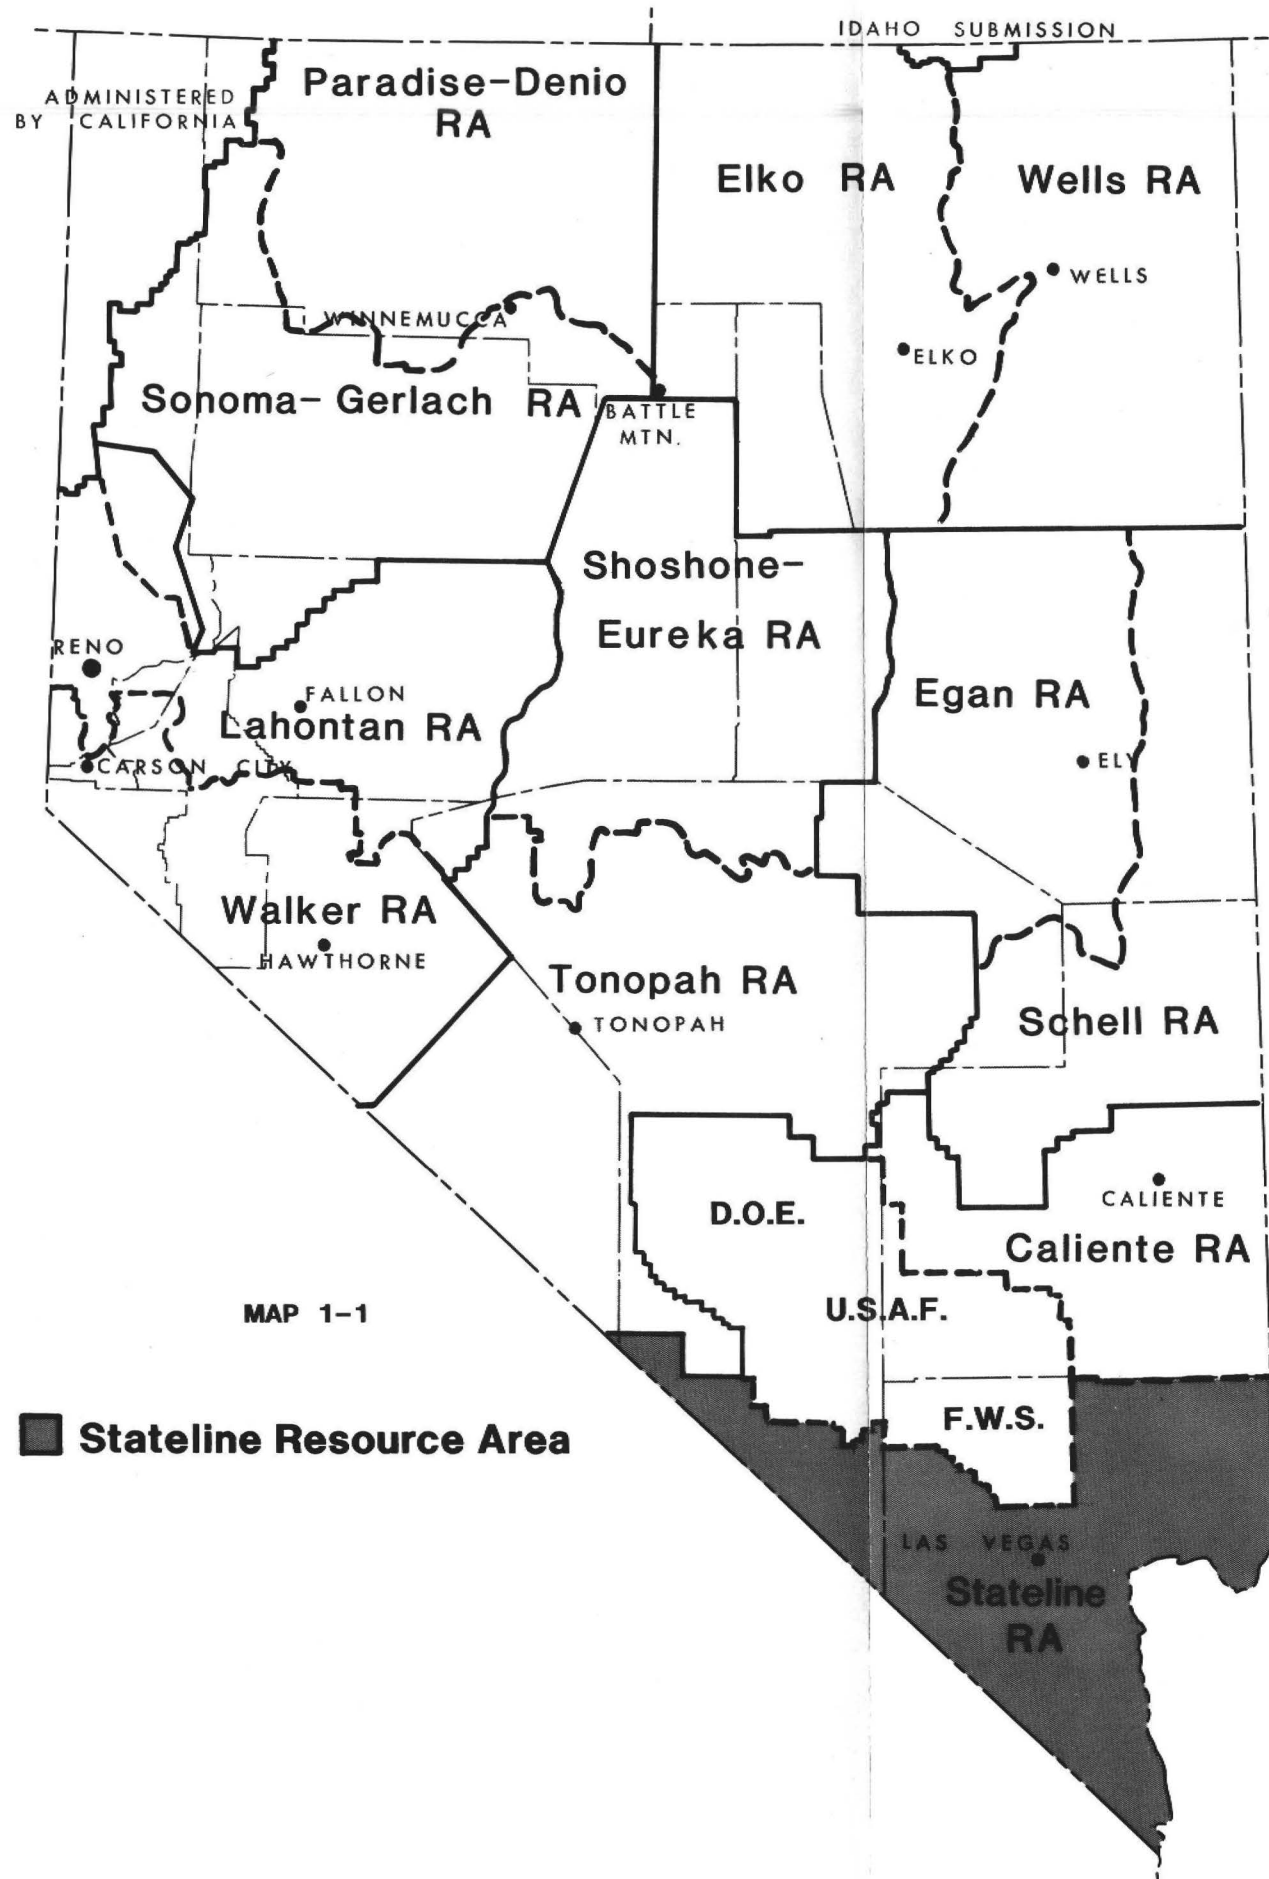 IDAHO SUBMISSION
Paradise-Denio
RA
ADMINISTERED
BY CALIFORNIA
Elko RA
Wells RA
WELLS
WINNEMUCCA
ELKO
Sonoma- Gerlach RA
BATTLE
MTN.
Shoshone-
Eureka RA
RENO
FALLON
Lahontan RA
Egan RA
CARSON CITY
ELY
Walker RA
HAWTHORNE
Tonopah RA
TONOPAH
Schell RA
CALIENTE
D.O.E.
Caliente RA
MAP 1-1
U.S.A.F.
F.W.S.
Stateline Resource Area
LAS VEGAS
Stateline
RA